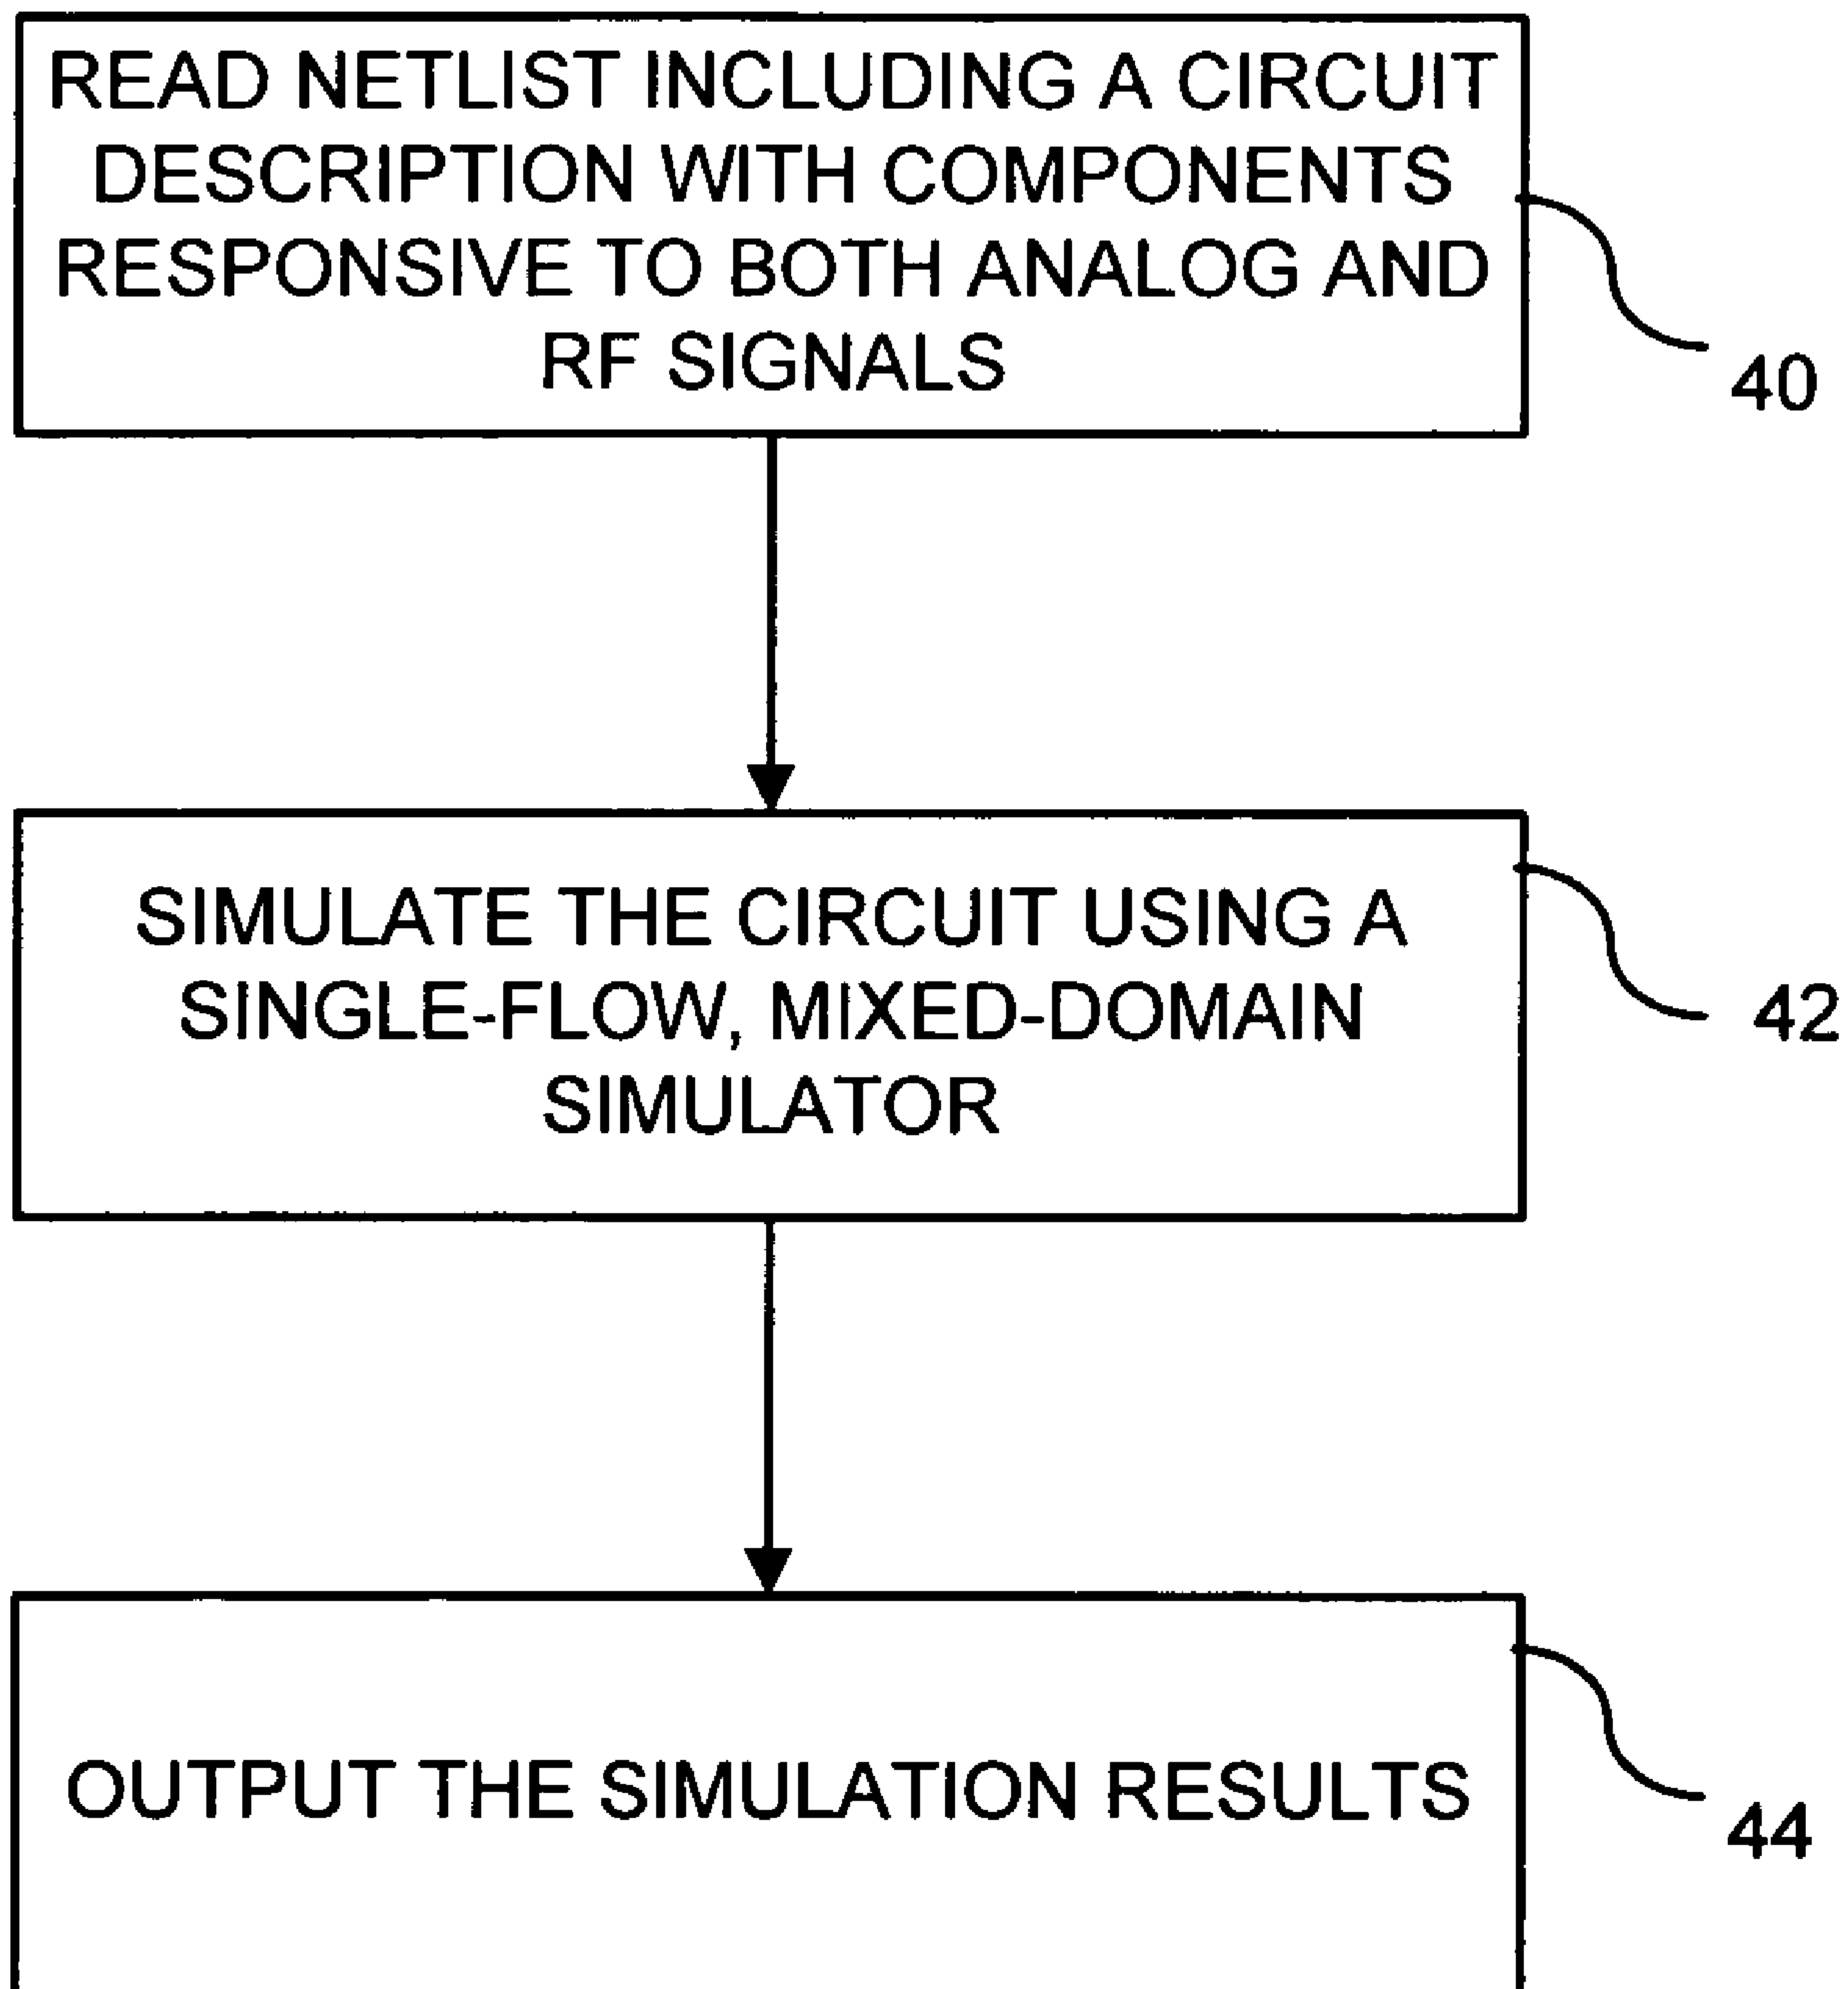 READ NETLIST INCLUDING A CIRCUIT
DESCRIPTION WITH COMPONENTS
RESPONSIVE TO BOTH ANALOG AND
RF SIGNALS
40
SIMULATE THE CIRCUIT USING A
SINGLE-FLOW, MIXED-DOMAIN
SIMULATOR
42
OUTPUT THE SIMULATION RESULTS
44